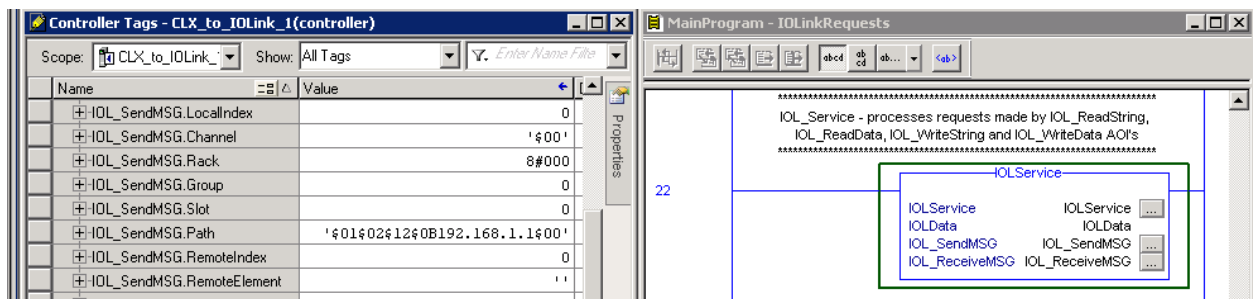 Controller Tags - CLX_to_IOLink_1(controller)
Scope: CLX_to_IOLink_ Show: All Tags Enter Name Filte
Name Value
IOL_SendMSG.LocalIndex 0
IOL_SendMSG.Channel '$00'
IOL_SendMSG.Rack 8#000
IOL_SendMSG.Group 0
IOL_SendMSG.Slot 0
IOL_SendMSG.Path '$01$02$12$0B192.168.1.1$00'
IOL_SendMSG.RemoteIndex 0
IOL_SendMSG.RemoteElement ''
Properties
MainProgram - IOLinkRequests
abcd ab cd ab... <ab>
******************************************************************************
IOL_Service - processes requests made by IOL_ReadString,
IOL_ReadData, IOL_WriteString and IOL_WriteData AOI's
******************************************************************************
22
IOLService
IOLService IOLService ...
IOLData IOLData
IOL_SendMSG IOL_SendMSG ...
IOL_ReceiveMSG IOL_ReceiveMSG ...